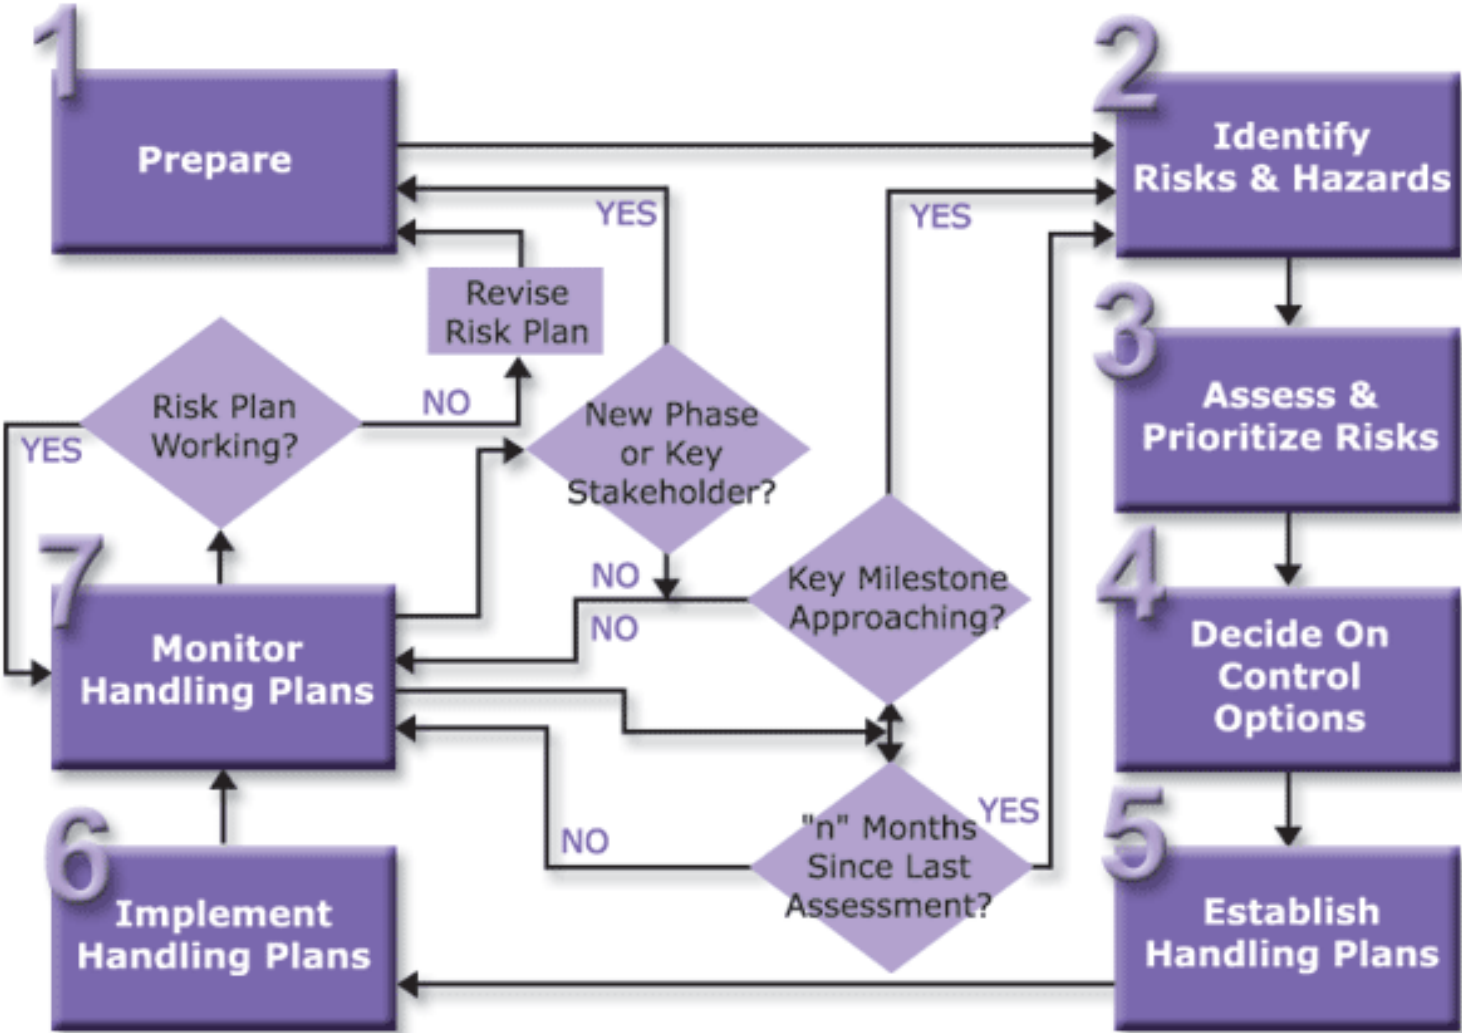 1
Prepare
2
Identify
Risks & Hazards
YES
YES
Revise
Risk Plan
3
Assess &
Prioritize Risks
Risk Plan
Working?
YES
NO
New Phase
or Key
Stakeholder?
4
Decide On
Control
Options
7
Monitor
Handling Plans
NO
NO
Key Milestone
Approaching?
5
Establish
Handling Plans
6
Implement
Handling Plans
NO
"n" Months
Since Last
Assessment?
YES